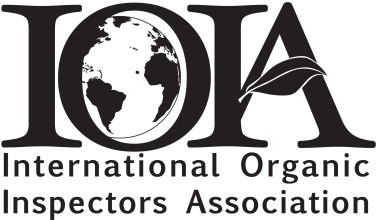 IOIA
International Organic
Inspectors Association